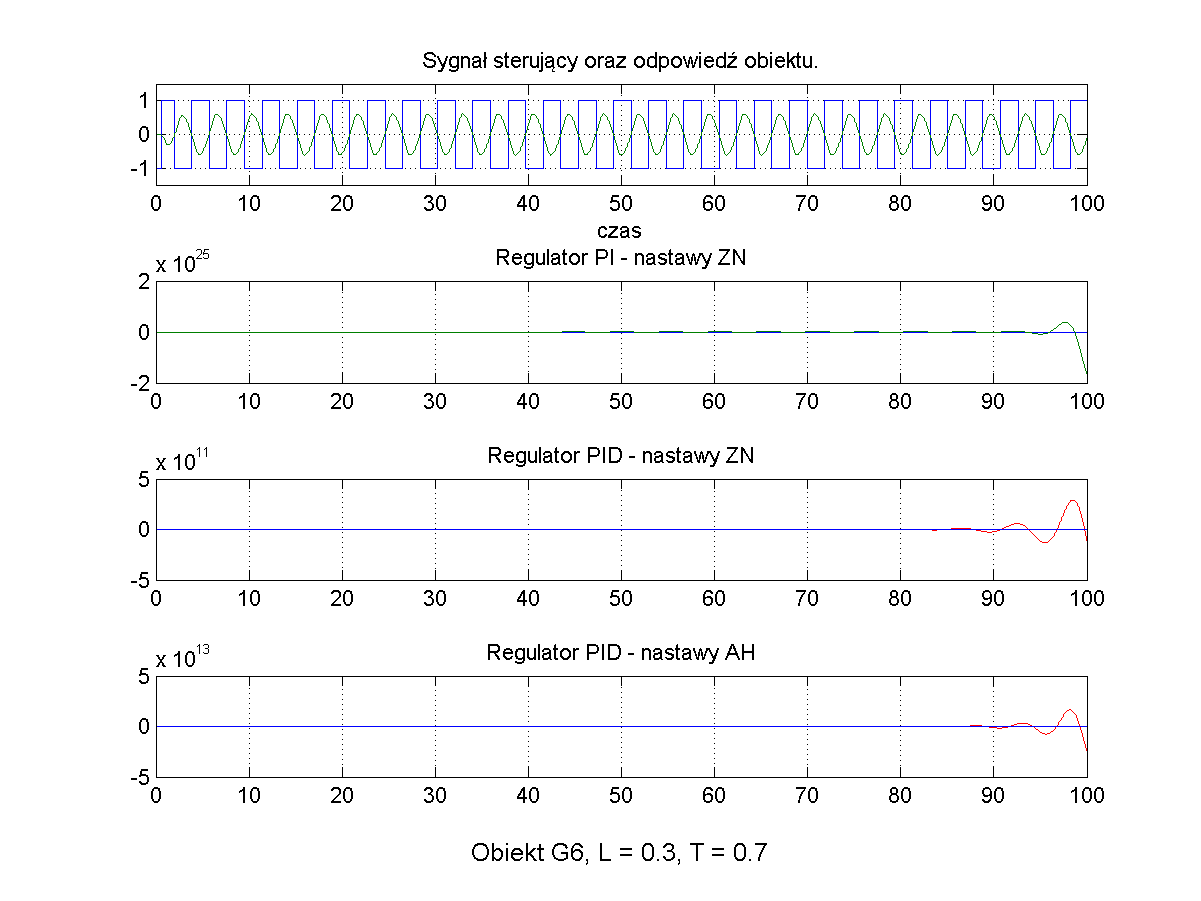 Sygnał sterujący oraz odpowiedź obiektu.
1
0
-1
0 10 20 30 40 50 60 70 80 90 100
czas
Regulator PI - nastawy ZN
x 10^25
2
0
-2
0 10 20 30 40 50 60 70 80 90 100
Regulator PID - nastawy ZN
x 10^11
5
0
-5
0 10 20 30 40 50 60 70 80 90 100
Regulator PID - nastawy AH
x 10^13
5
0
-5
0 10 20 30 40 50 60 70 80 90 100
Obiekt G6, L = 0.3, T = 0.7